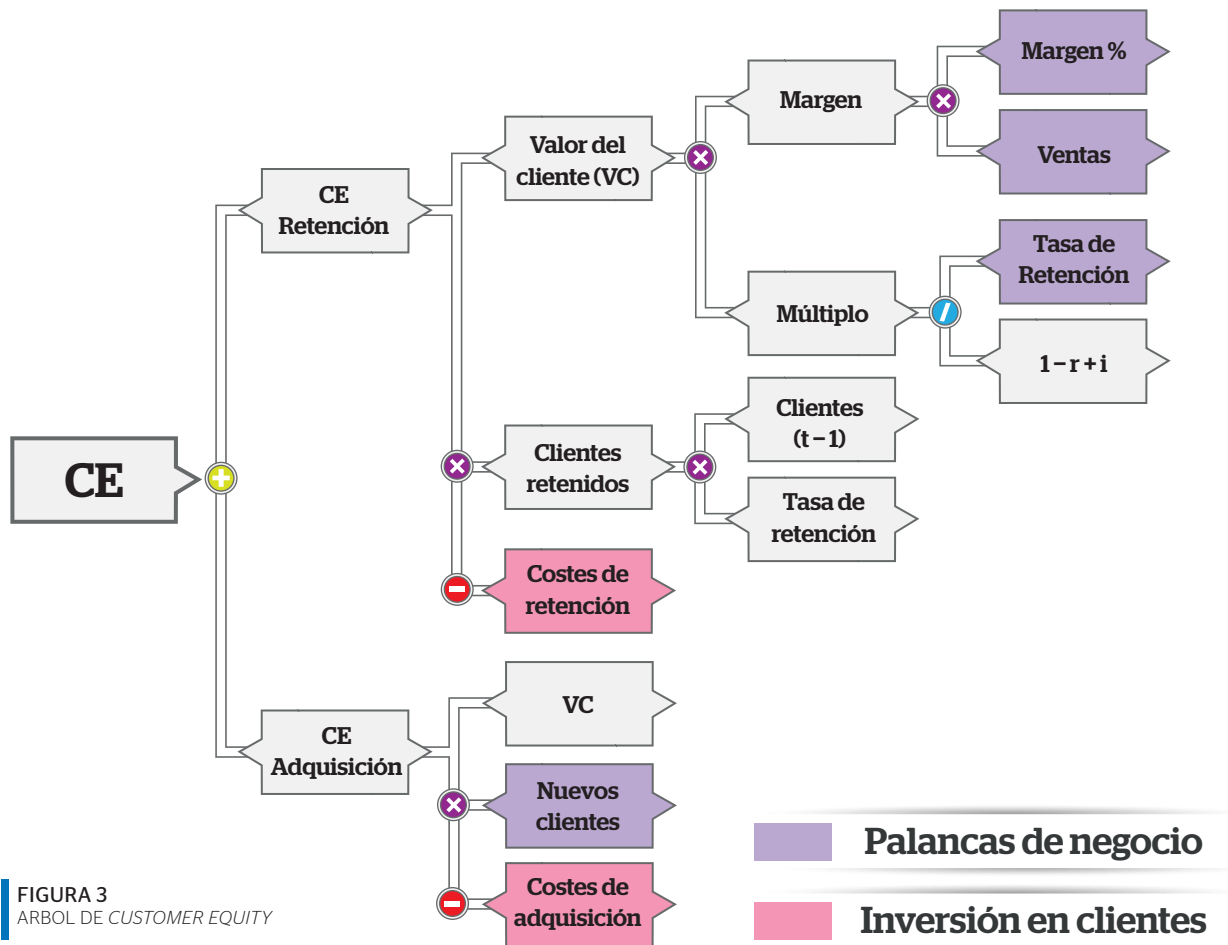 CE
CE
Retención
Valor del
cliente (VC)
Margen
Margen %
Ventas
Múltiplo
Tasa de
Retención
1 – r + i
Clientes
retenidos
Clientes
(t – 1)
Tasa de
retención
Costes de
retención
CE
Adquisición
VC
Nuevos
clientes
Costes de
adquisición
Palancas de negocio
Inversión en clientes
FIGURA 3
ARBOL DE CUSTOMER EQUITY